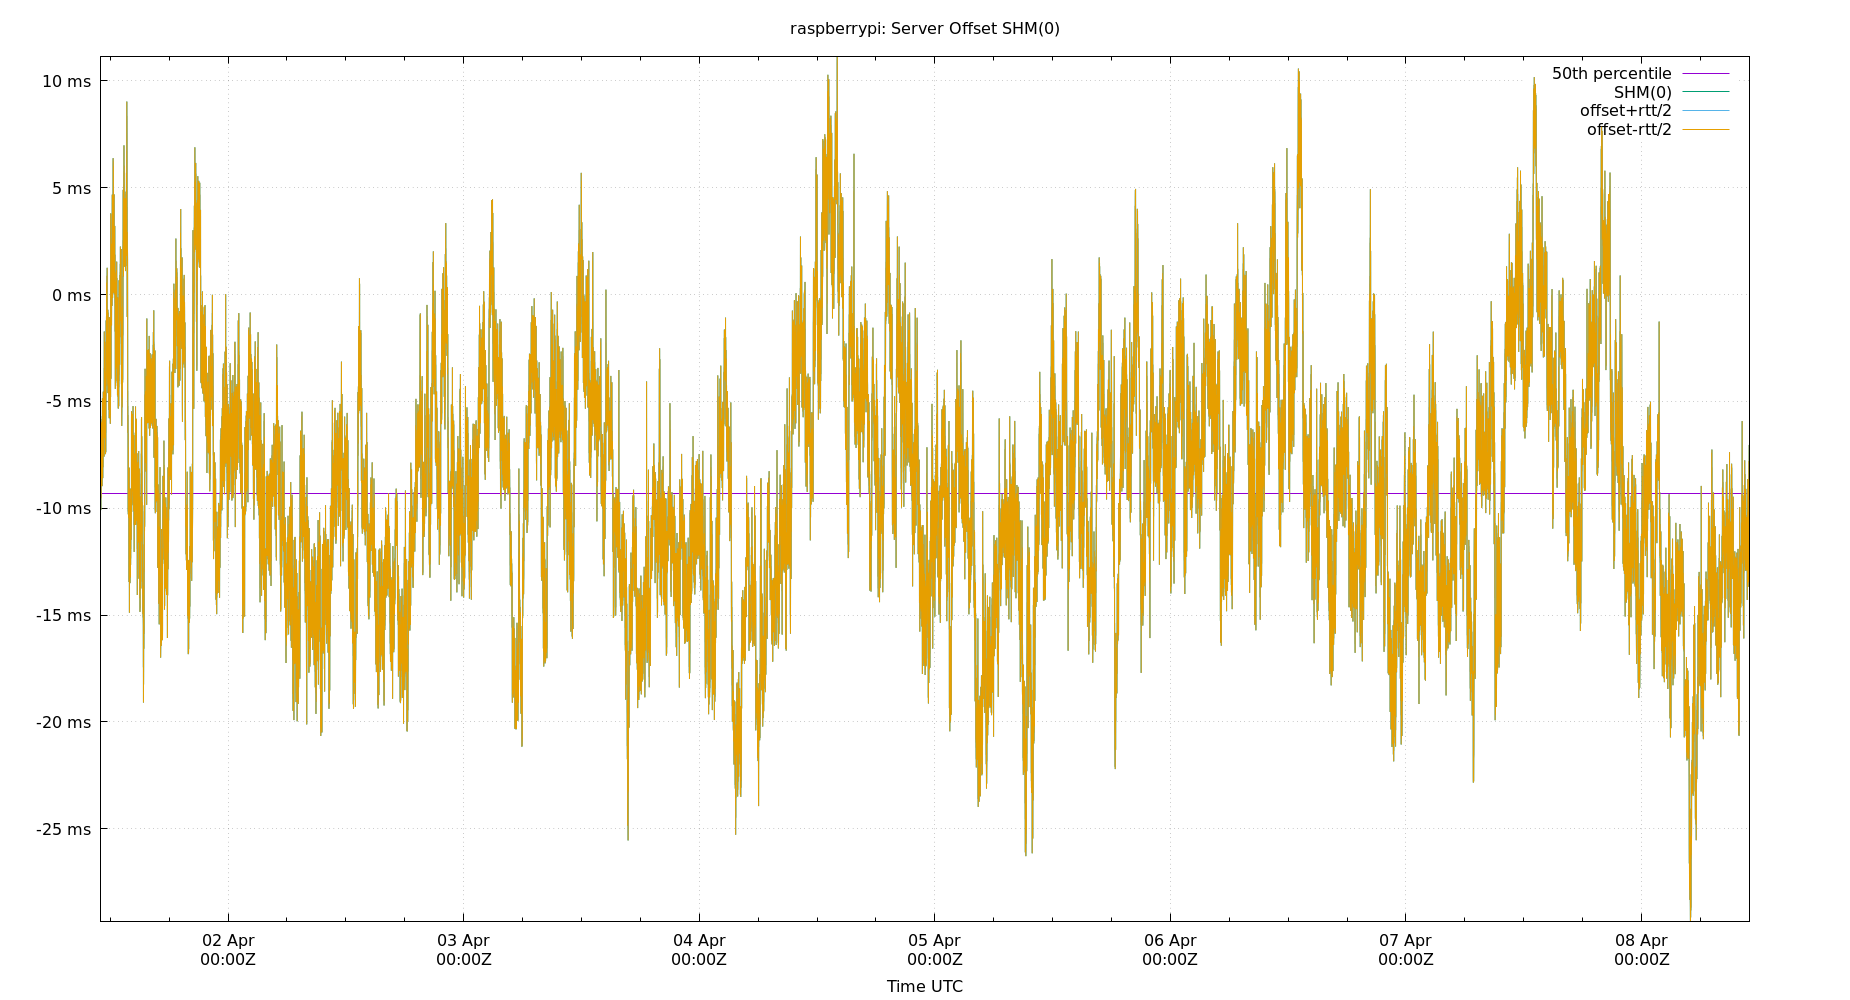 raspberrypi: Server Offset SHM(0)
50th percentile
SHM(0)
offset+rtt/2
offset-rtt/2
10 ms
5 ms
0 ms
-5 ms
-10 ms
-15 ms
-20 ms
-25 ms
02 Apr 03 Apr 04 Apr 05 Apr 06 Apr 07 Apr 08 Apr
00:00Z 00:00Z 00:00Z 00:00Z 00:00Z 00:00Z 00:00Z
Time UTC